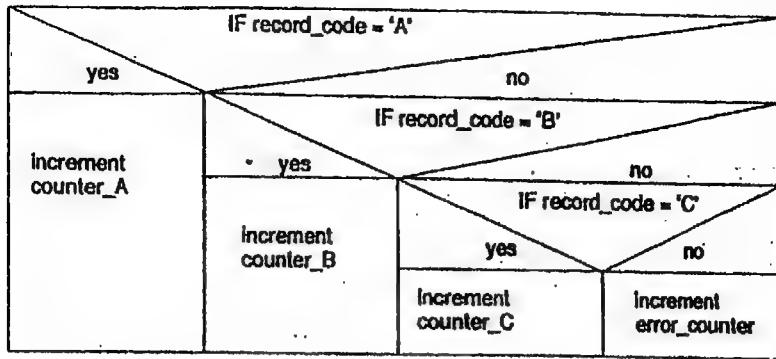 IF record_code = 'A'
yes
no
IF record_code = 'B'
yes
no
increment
counter_A
IF record_code = 'C'
increment
counter_B
yes
no
increment
counter_C
increment
error_counter